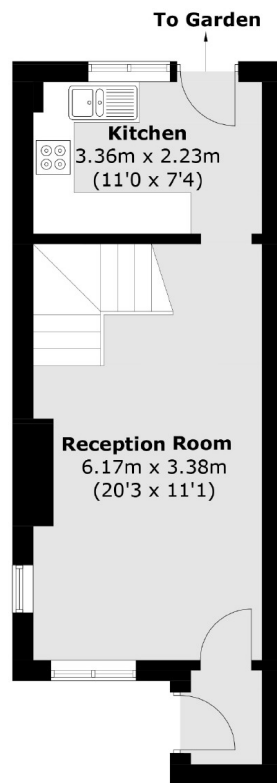 To Garden
Kitchen
3.36m x 2.23m
(11'0 x 7'4)
Reception Room
6.17m x 3.38m
(20'3 x 11'1)